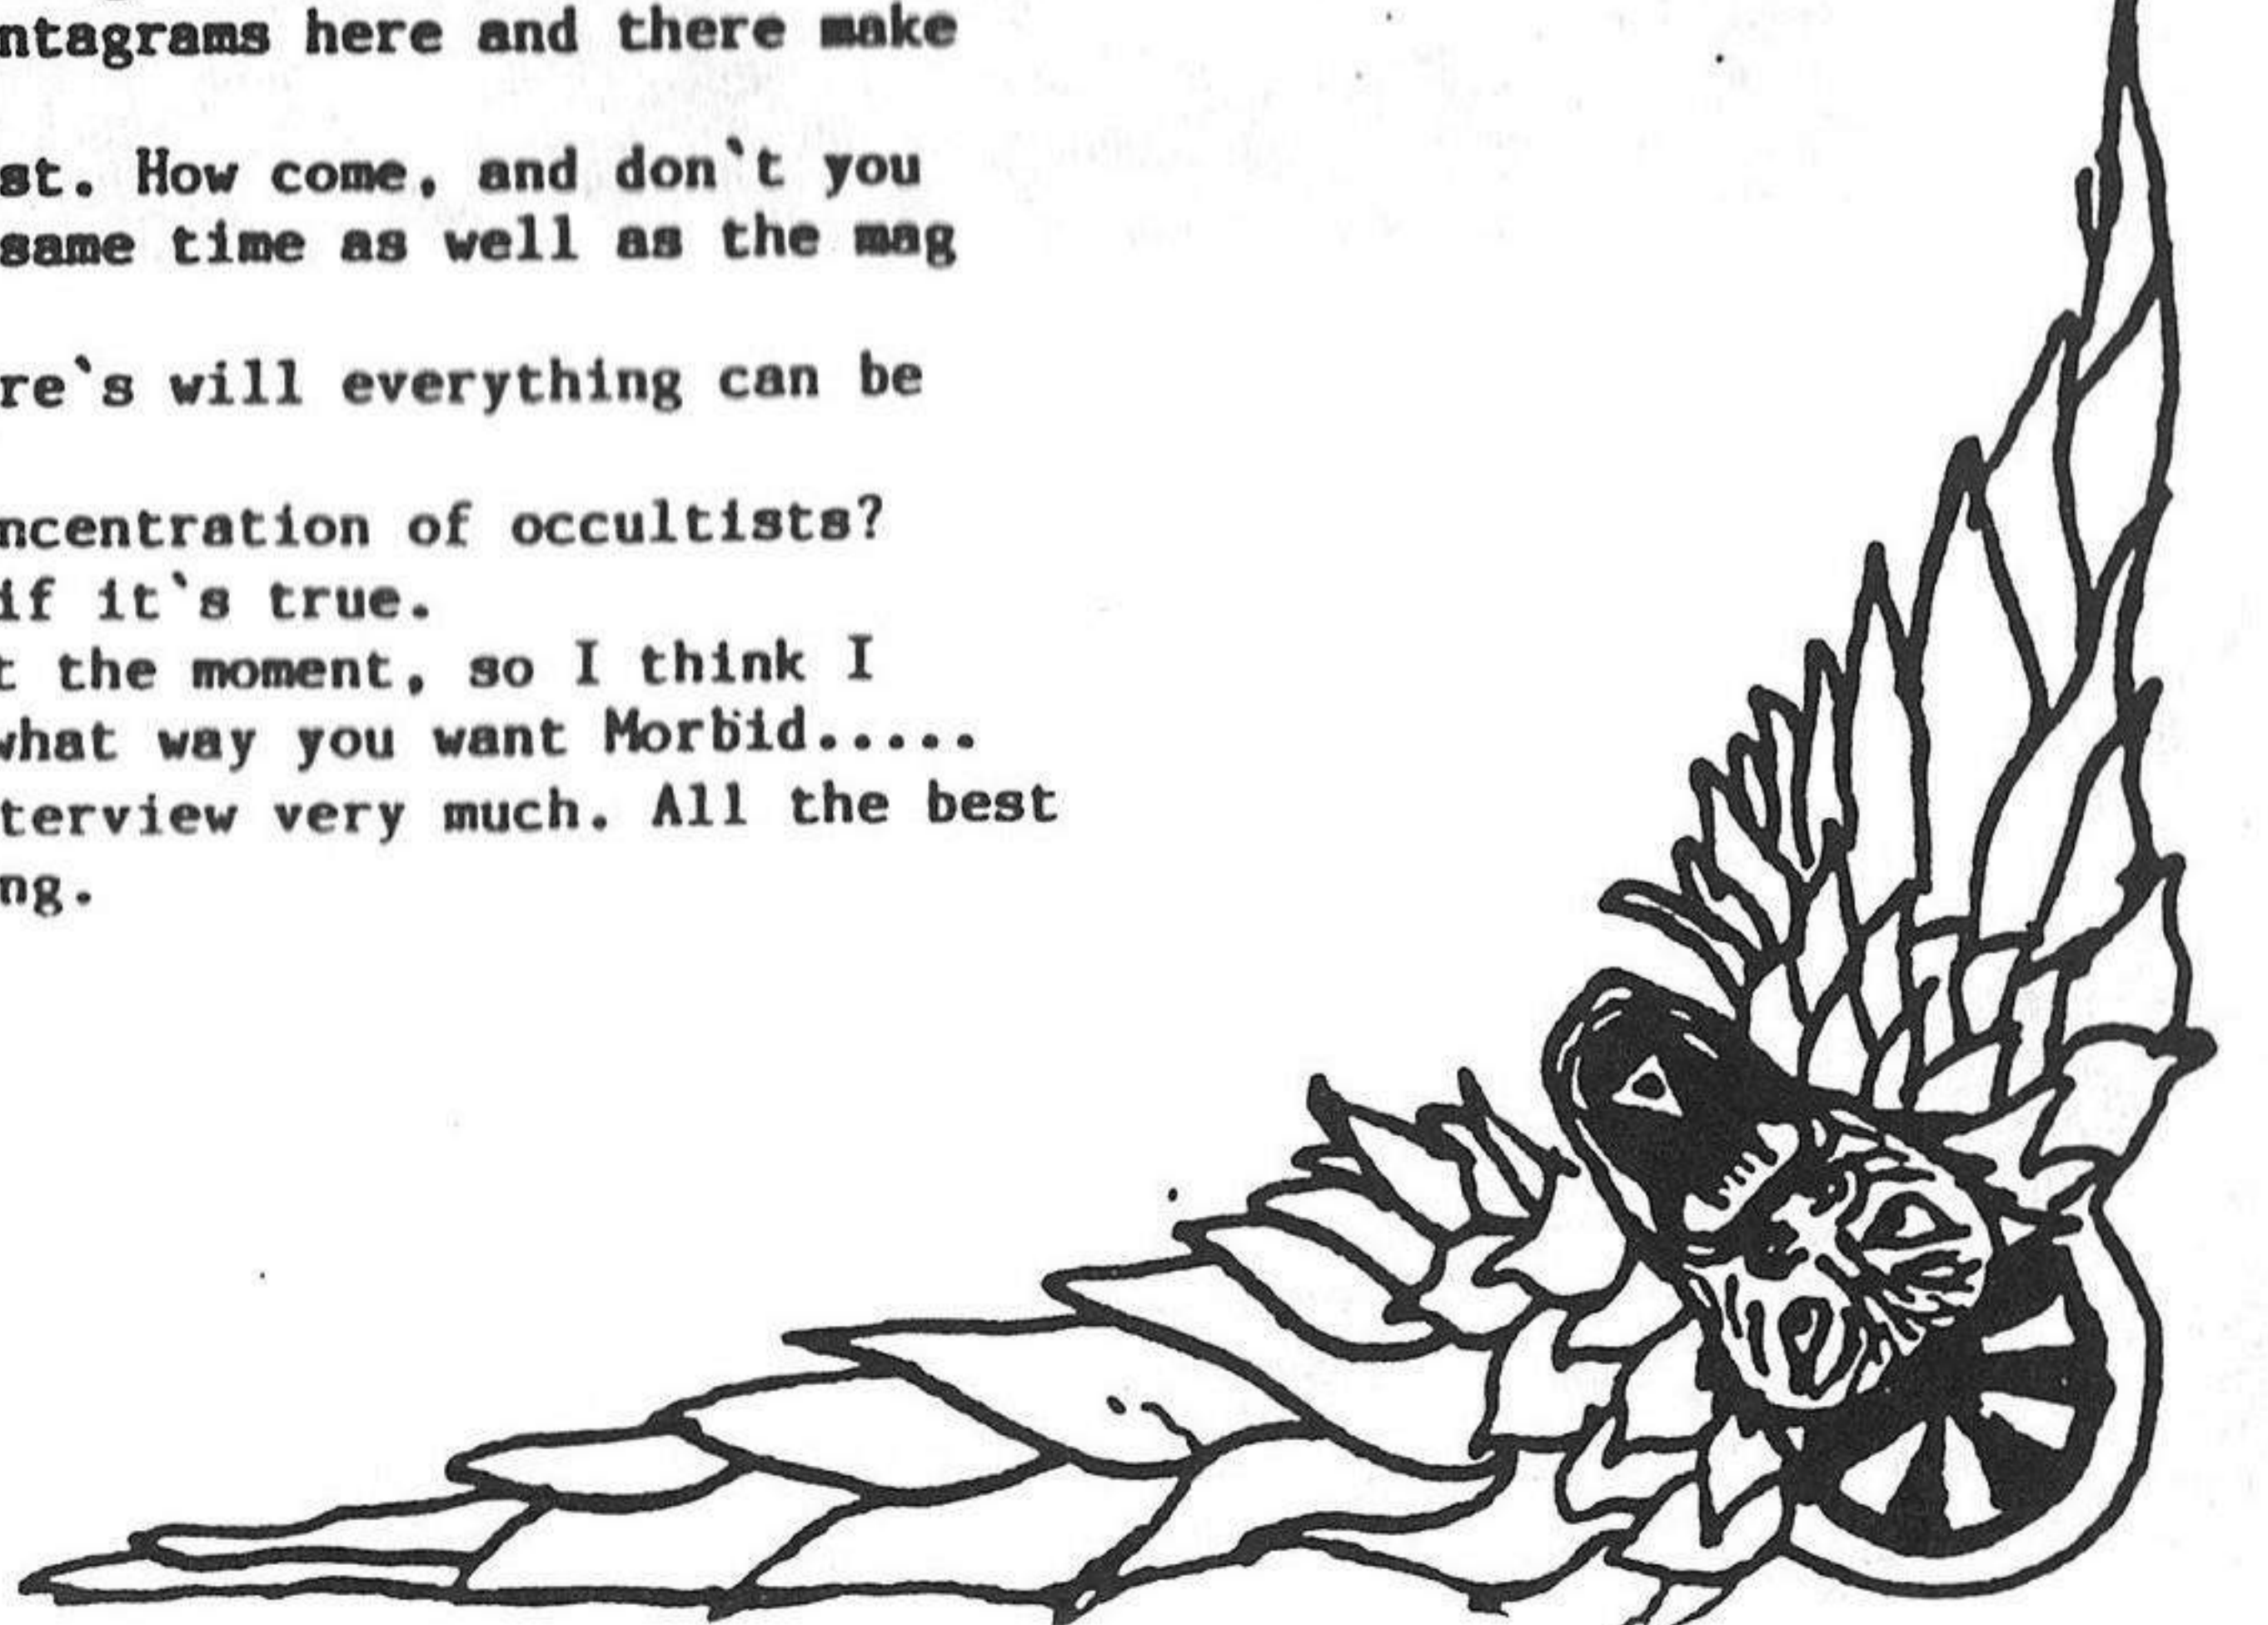 ntagrams here and there make
st. How come, and don`t you
same time as well as the mag
re`s will everything can be
ncentration of occultists?
if it`s true.
t the moment, so I think I
what way you want Morbid.....
terview very much. All the best
ng.